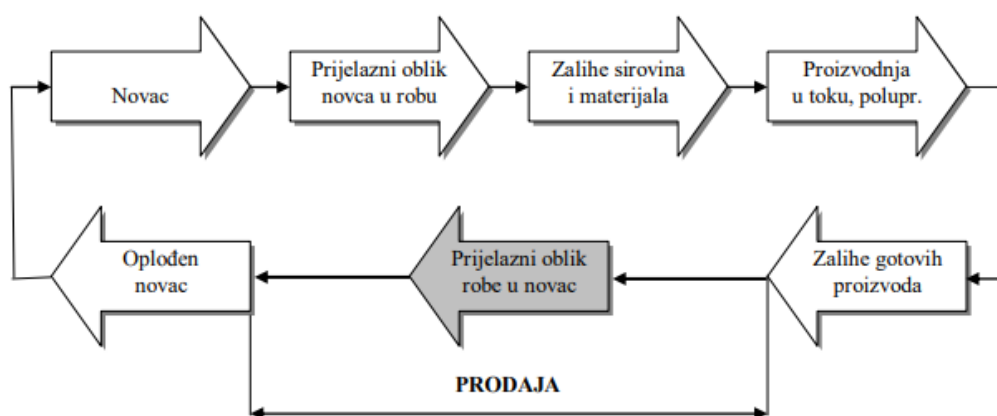 Novac
Prijelazni oblik
novca u robu
Zalihe sirovina
i materijala
Proizvodnja
u toku, polupr.
Oplođen
novac
Prijelazni oblik
robe u novac
Zalihe gotovih
proizvoda
PRODAJA